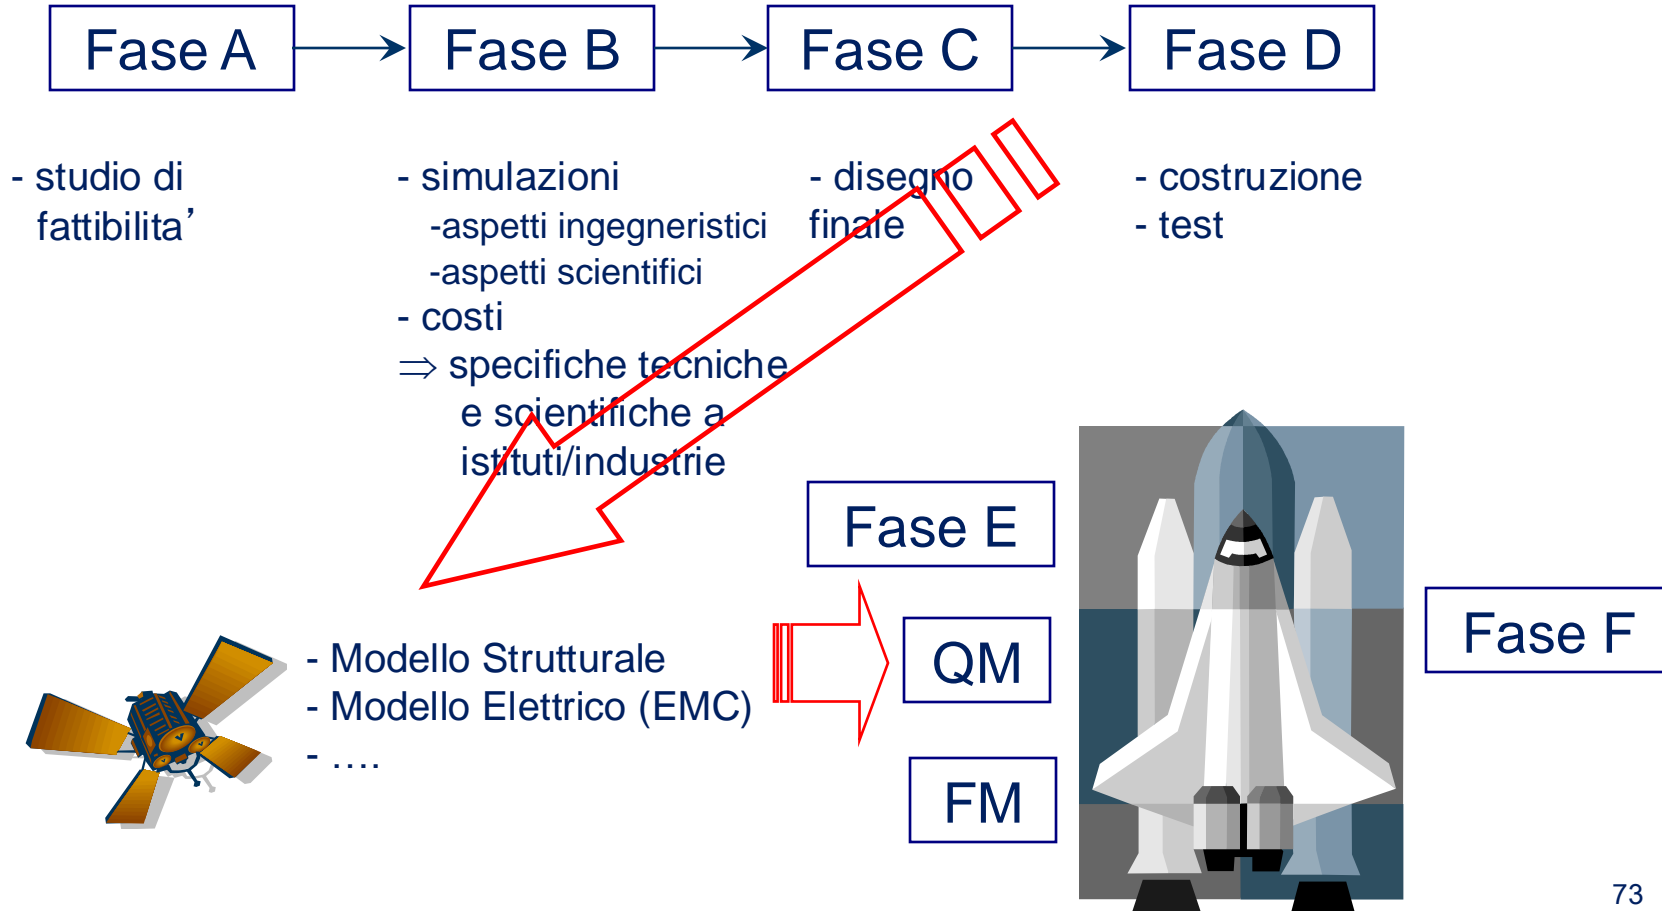 Fase A
Fase B
Fase C
Fase D
- studio di
fattibilita’
- simulazioni
-aspetti ingegneristici
-aspetti scientifici
- costi
⇒ specifiche tecniche
e scientifiche a
istituti/industrie
- disegno
finale
- costruzione
- test
Fase E
- Modello Strutturale
- Modello Elettrico (EMC)
- ….
QM
FM
Fase F
73